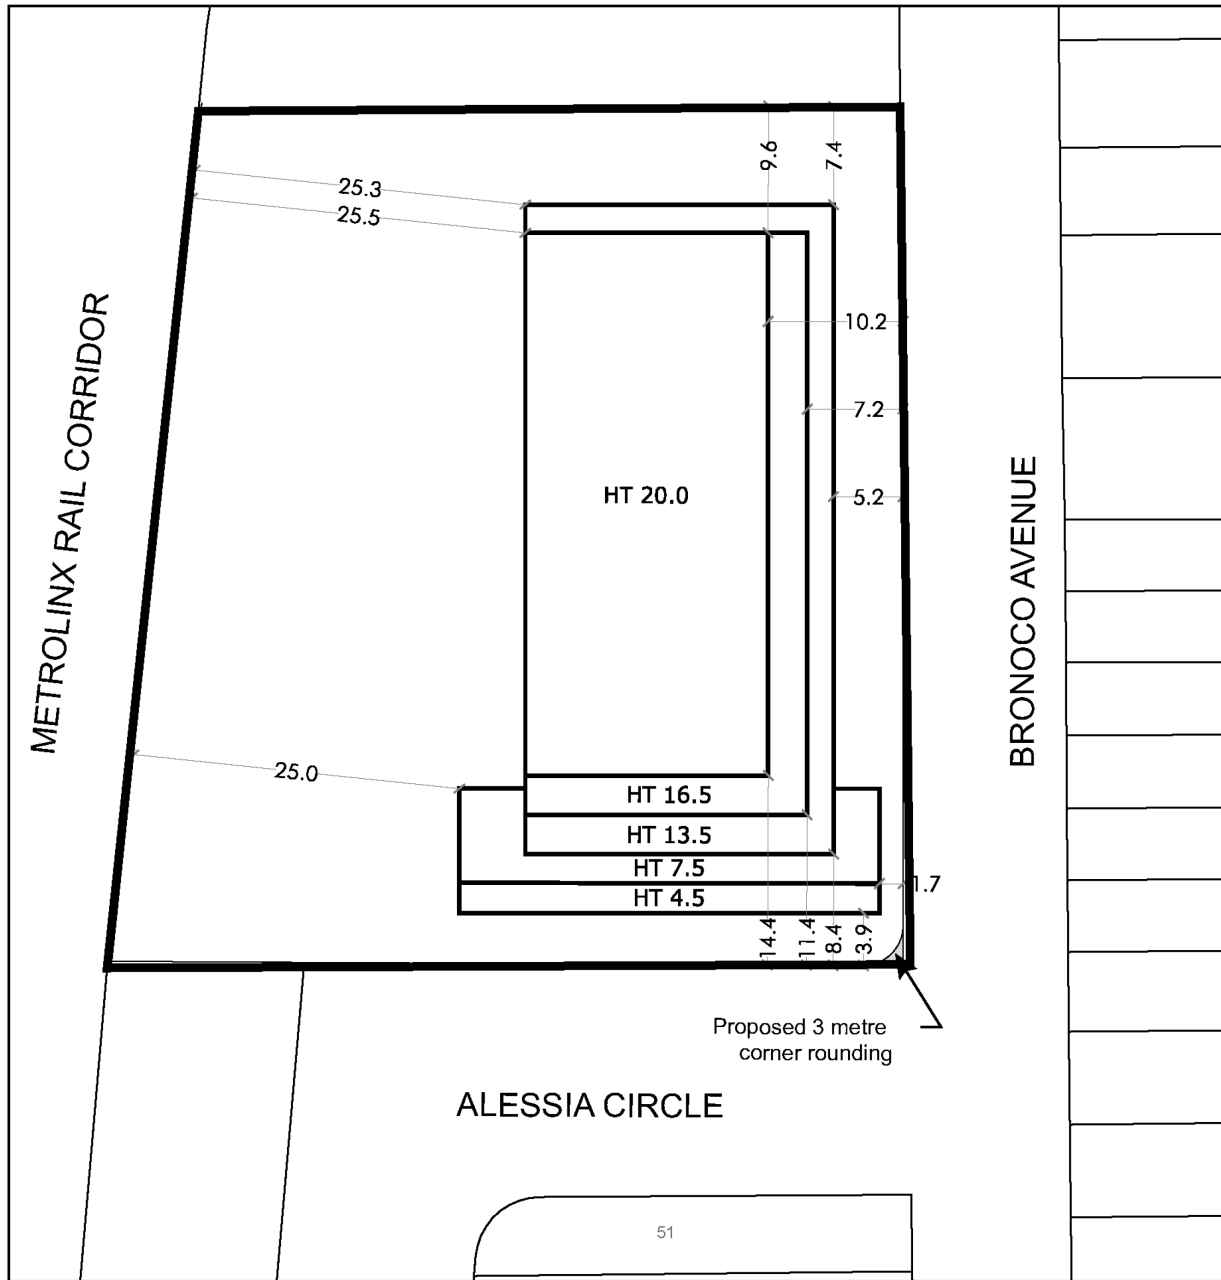 9.6
7.4
25.3
25.5
10.2
7.2
5.2
HT 20.0
METROLINX RAIL CORRIDOR
BRONOCO AVENUE
25.0
HT 16.5
HT 13.5
HT 7.5
HT 4.5
1.7
14.4
11.4
8.4
3.9
Proposed 3 metre
corner rounding
ALESSIA CIRCLE
51